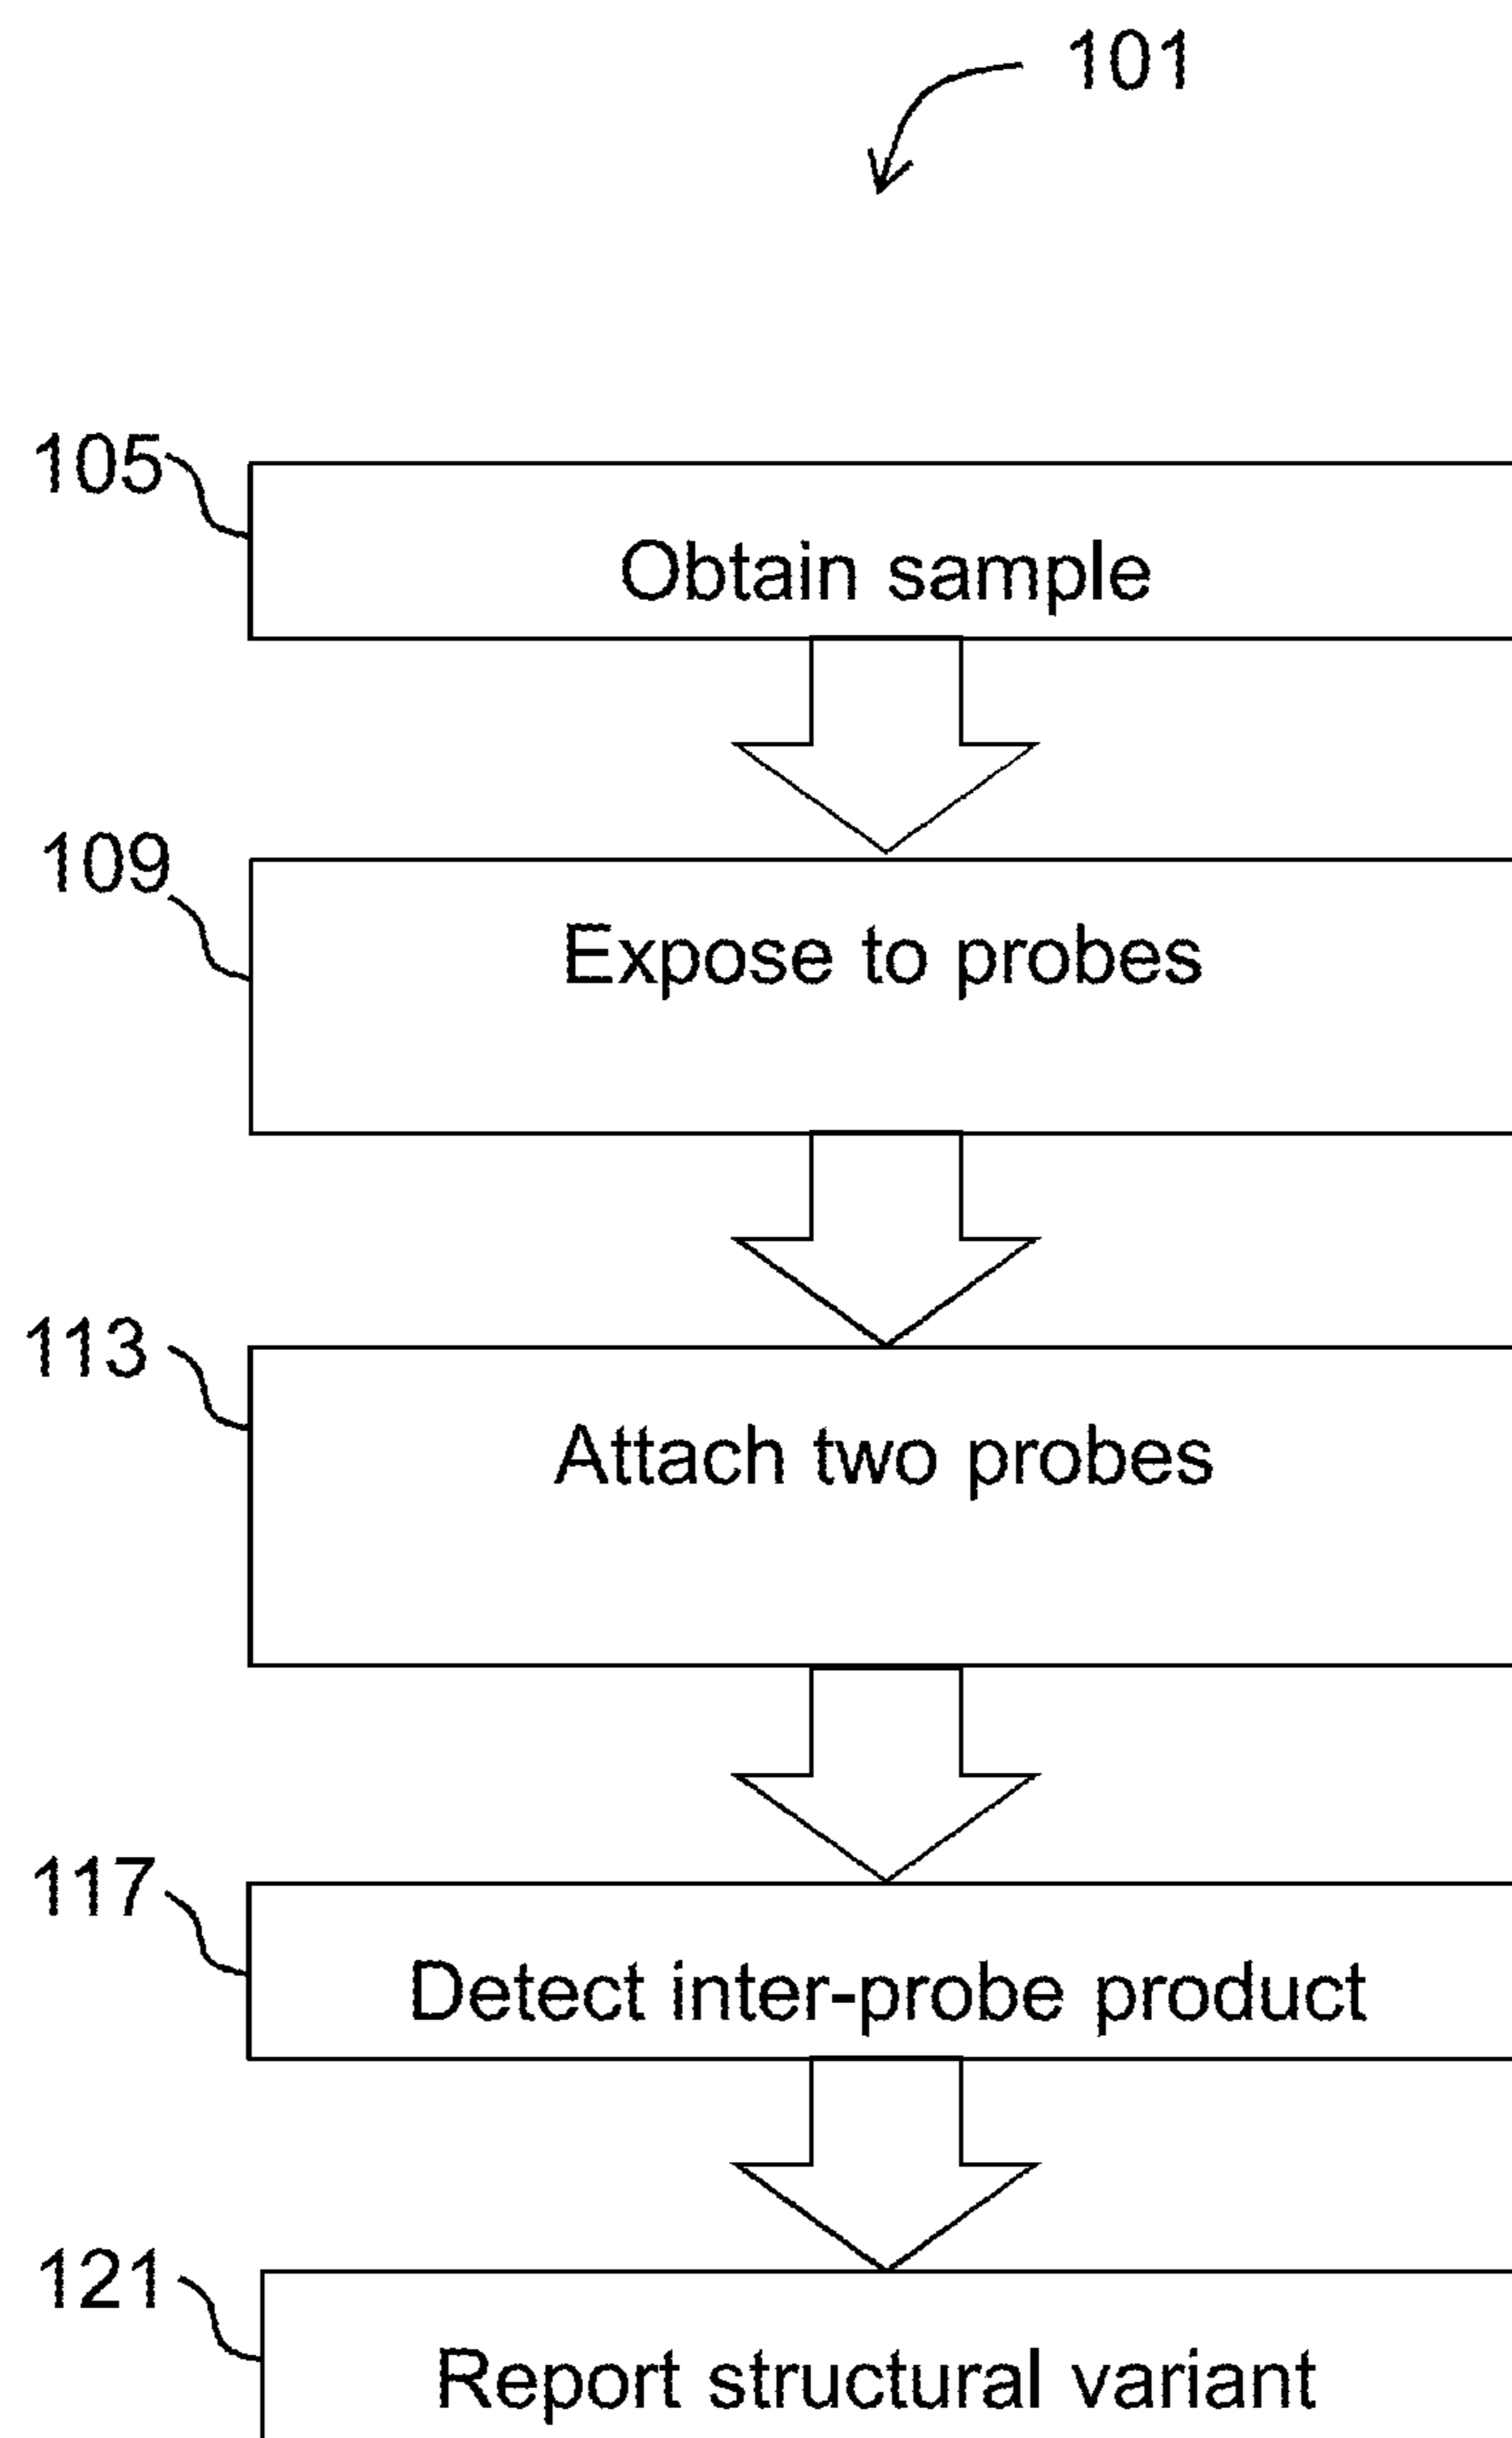 101
105
Obtain sample
109
Expose to probes
113
Attach two probes
117
Detect inter-probe product
121
Report structural variant